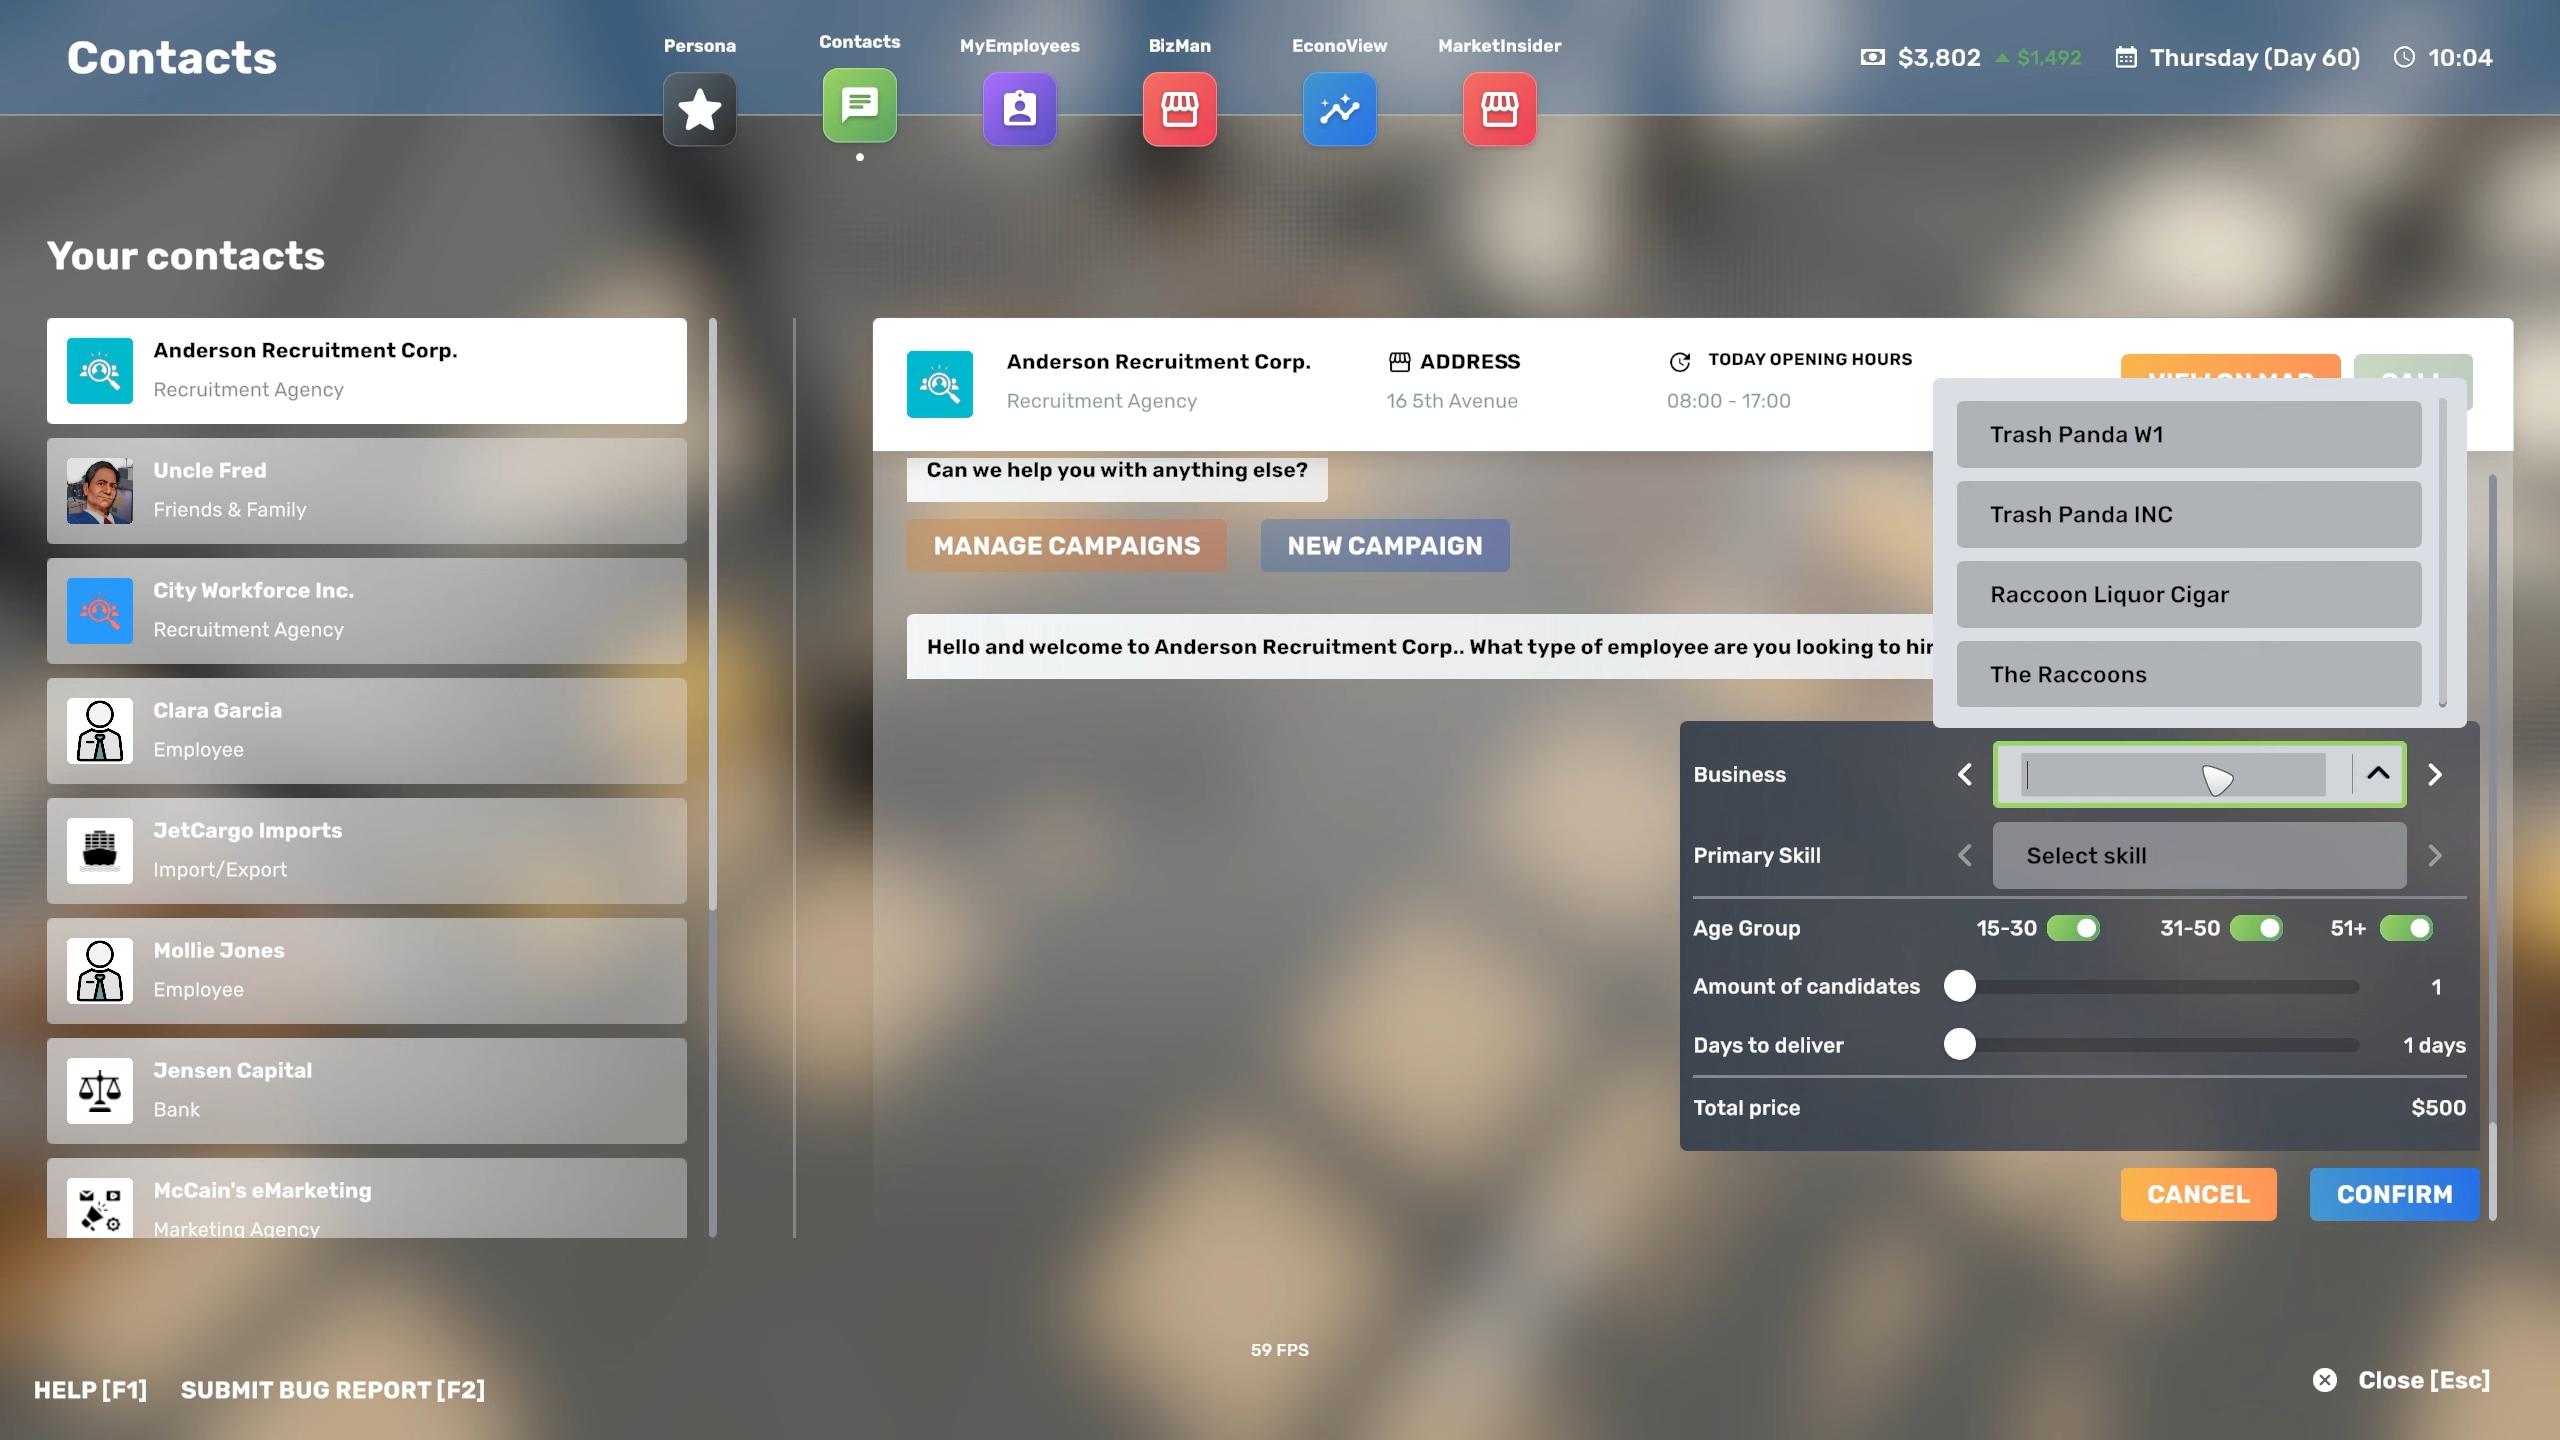 Contacts
Persona
Contacts
MyEmployees
BizMan
EconoView
MarketInsider
$3,802
$1,492
Thursday (Day 60)
10:04
Your contacts
Anderson Recruitment Corp.
Recruitment Agency
Uncle Fred
Friends & Family
City Workforce Inc.
Recruitment Agency
Clara Garcia
Employee
JetCargo Imports
Import/Export
Mollie Jones
Employee
Jensen Capital
Bank
McCain's eMarketing
Marketing Agency
Anderson Recruitment Corp.
Recruitment Agency
ADDRESS
16 5th Avenue
TODAY OPENING HOURS
08:00 - 17:00
VIEW ON MAP
CALL
Can we help you with anything else?
MANAGE CAMPAIGNS
NEW CAMPAIGN
Hello and welcome to Anderson Recruitment Corp.. What type of employee are you looking to hir
Trash Panda W1
Trash Panda INC
Raccoon Liquor Cigar
The Raccoons
Business
Primary Skill
Select skill
Age Group
15-30
31-50
51+
Amount of candidates
1
Days to deliver
1 days
Total price
$500
CANCEL
CONFIRM
59 FPS
HELP [F1]
SUBMIT BUG REPORT [F2]
Close [Esc]